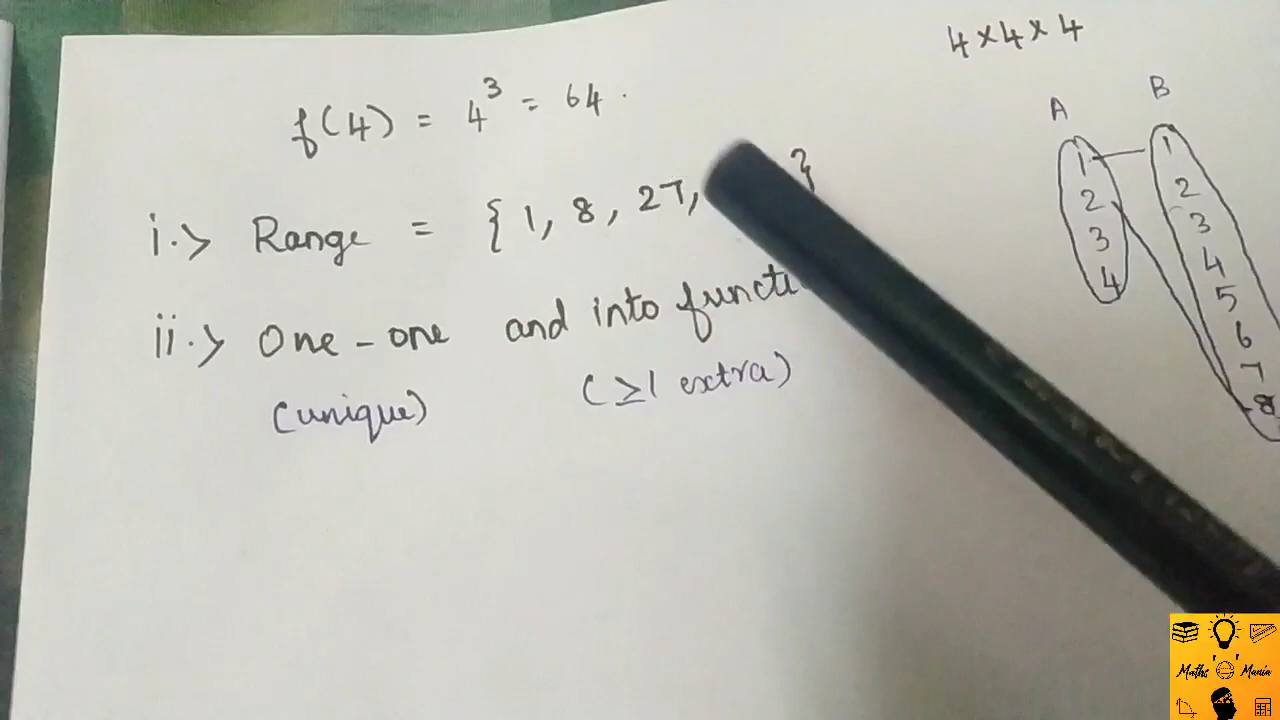 4 × 4 × 4
f(4) = 4³ = 64.
A B
1 1
2 2
3 3
4 4
5
6
7
8
i.> Range = { 1, 8, 27, }
ii.> One - one and into
(unique) (≥1 extra)
Maths Mania